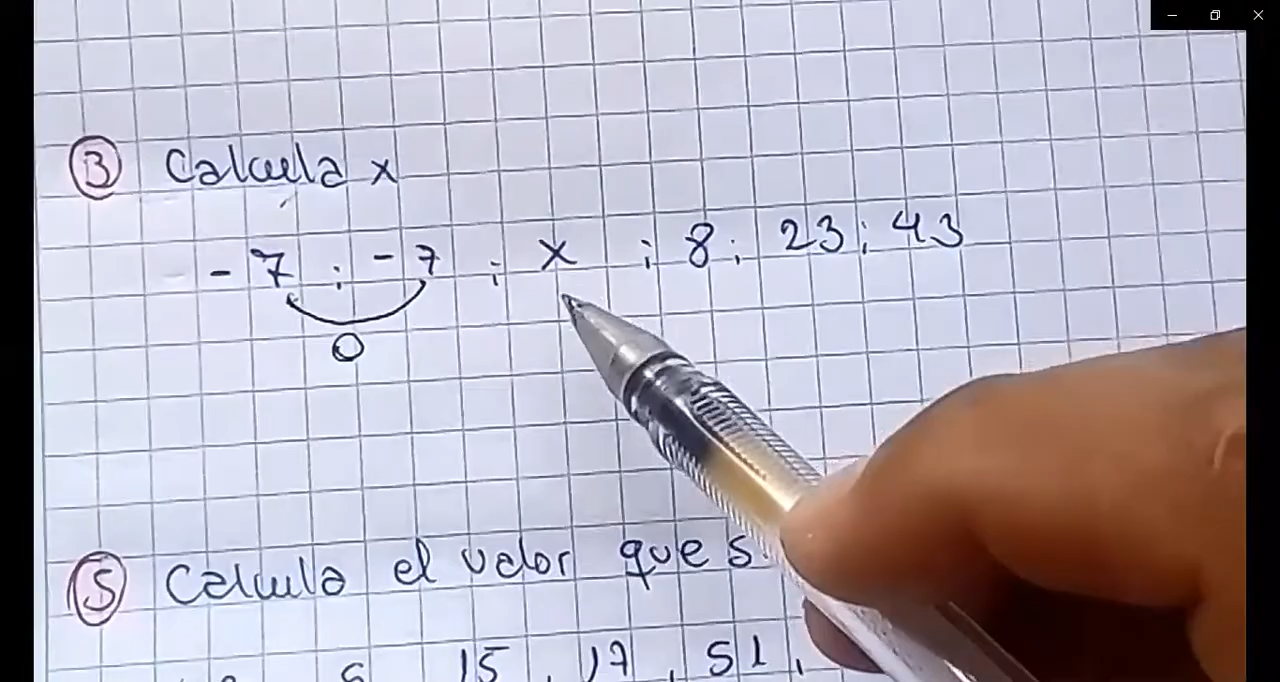 3 Calcula x
-7 ; -7 ; x ; 8 ; 23 ; 43
0
5 Calcula el valor que
15 , 17 , 51 ,